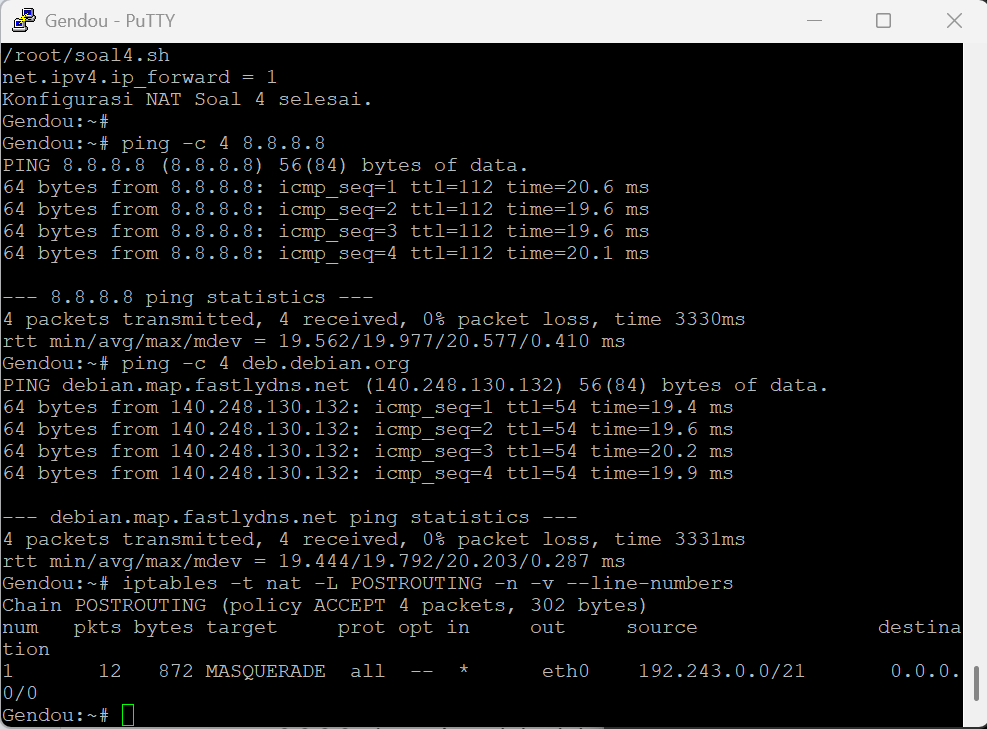 Gendou - PuTTY
/root/soal4.sh
net.ipv4.ip_forward = 1
Konfigurasi NAT Soal 4 selesai.
Gendou:~#
Gendou:~# ping -c 4 8.8.8.8
PING 8.8.8.8 (8.8.8.8) 56(84) bytes of data.
64 bytes from 8.8.8.8: icmp_seq=1 ttl=112 time=20.6 ms
64 bytes from 8.8.8.8: icmp_seq=2 ttl=112 time=19.6 ms
64 bytes from 8.8.8.8: icmp_seq=3 ttl=112 time=19.6 ms
64 bytes from 8.8.8.8: icmp_seq=4 ttl=112 time=20.1 ms
--- 8.8.8.8 ping statistics ---
4 packets transmitted, 4 received, 0% packet loss, time 3330ms
rtt min/avg/max/mdev = 19.562/19.977/20.577/0.410 ms
Gendou:~# ping -c 4 deb.debian.org
PING debian.map.fastlydns.net (140.248.130.132) 56(84) bytes of data.
64 bytes from 140.248.130.132: icmp_seq=1 ttl=54 time=19.4 ms
64 bytes from 140.248.130.132: icmp_seq=2 ttl=54 time=19.6 ms
64 bytes from 140.248.130.132: icmp_seq=3 ttl=54 time=20.2 ms
64 bytes from 140.248.130.132: icmp_seq=4 ttl=54 time=19.9 ms
--- debian.map.fastlydns.net ping statistics ---
4 packets transmitted, 4 received, 0% packet loss, time 3331ms
rtt min/avg/max/mdev = 19.444/19.792/20.203/0.287 ms
Gendou:~# iptables -t nat -L POSTROUTING -n -v --line-numbers
Chain POSTROUTING (policy ACCEPT 4 packets, 302 bytes)
num   pkts bytes target     prot opt in     out     source               destina
tion
1       12   872 MASQUERADE  all  --  *      eth0    192.243.0.0/21       0.0.0.
0/0
Gendou:~#